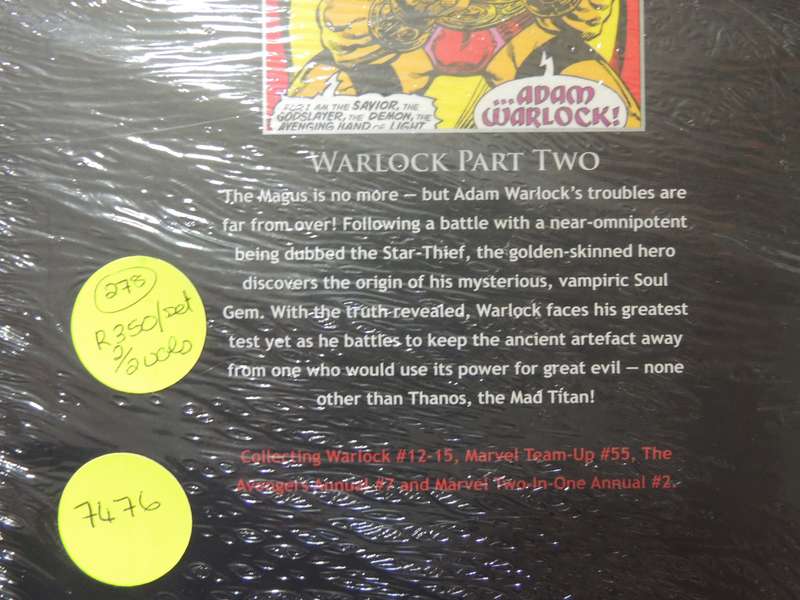 FOR I AM THE SAVIOR, THE
GODSLAYER, THE DEMON, THE
AVENGING HAND OF LIGHT
...ADAM
WARLOCK!
WARLOCK PART TWO
The Magus is no more – but Adam Warlock's troubles are
far from over! Following a battle with a near-omnipotent
being dubbed the Star-Thief, the golden-skinned hero
discovers the origin of his mysterious, vampiric Soul
Gem. With the truth revealed, Warlock faces his greatest
test yet as he battles to keep the ancient artefact away
from one who would use its power for great evil – none
other than Thanos, the Mad Titan!
Collecting Warlock #12-15, Marvel Team-Up #55, The
Avengers Annual #7 and Marvel Two-In-One Annual #2.
278
R350/set
2/2 vols
7476